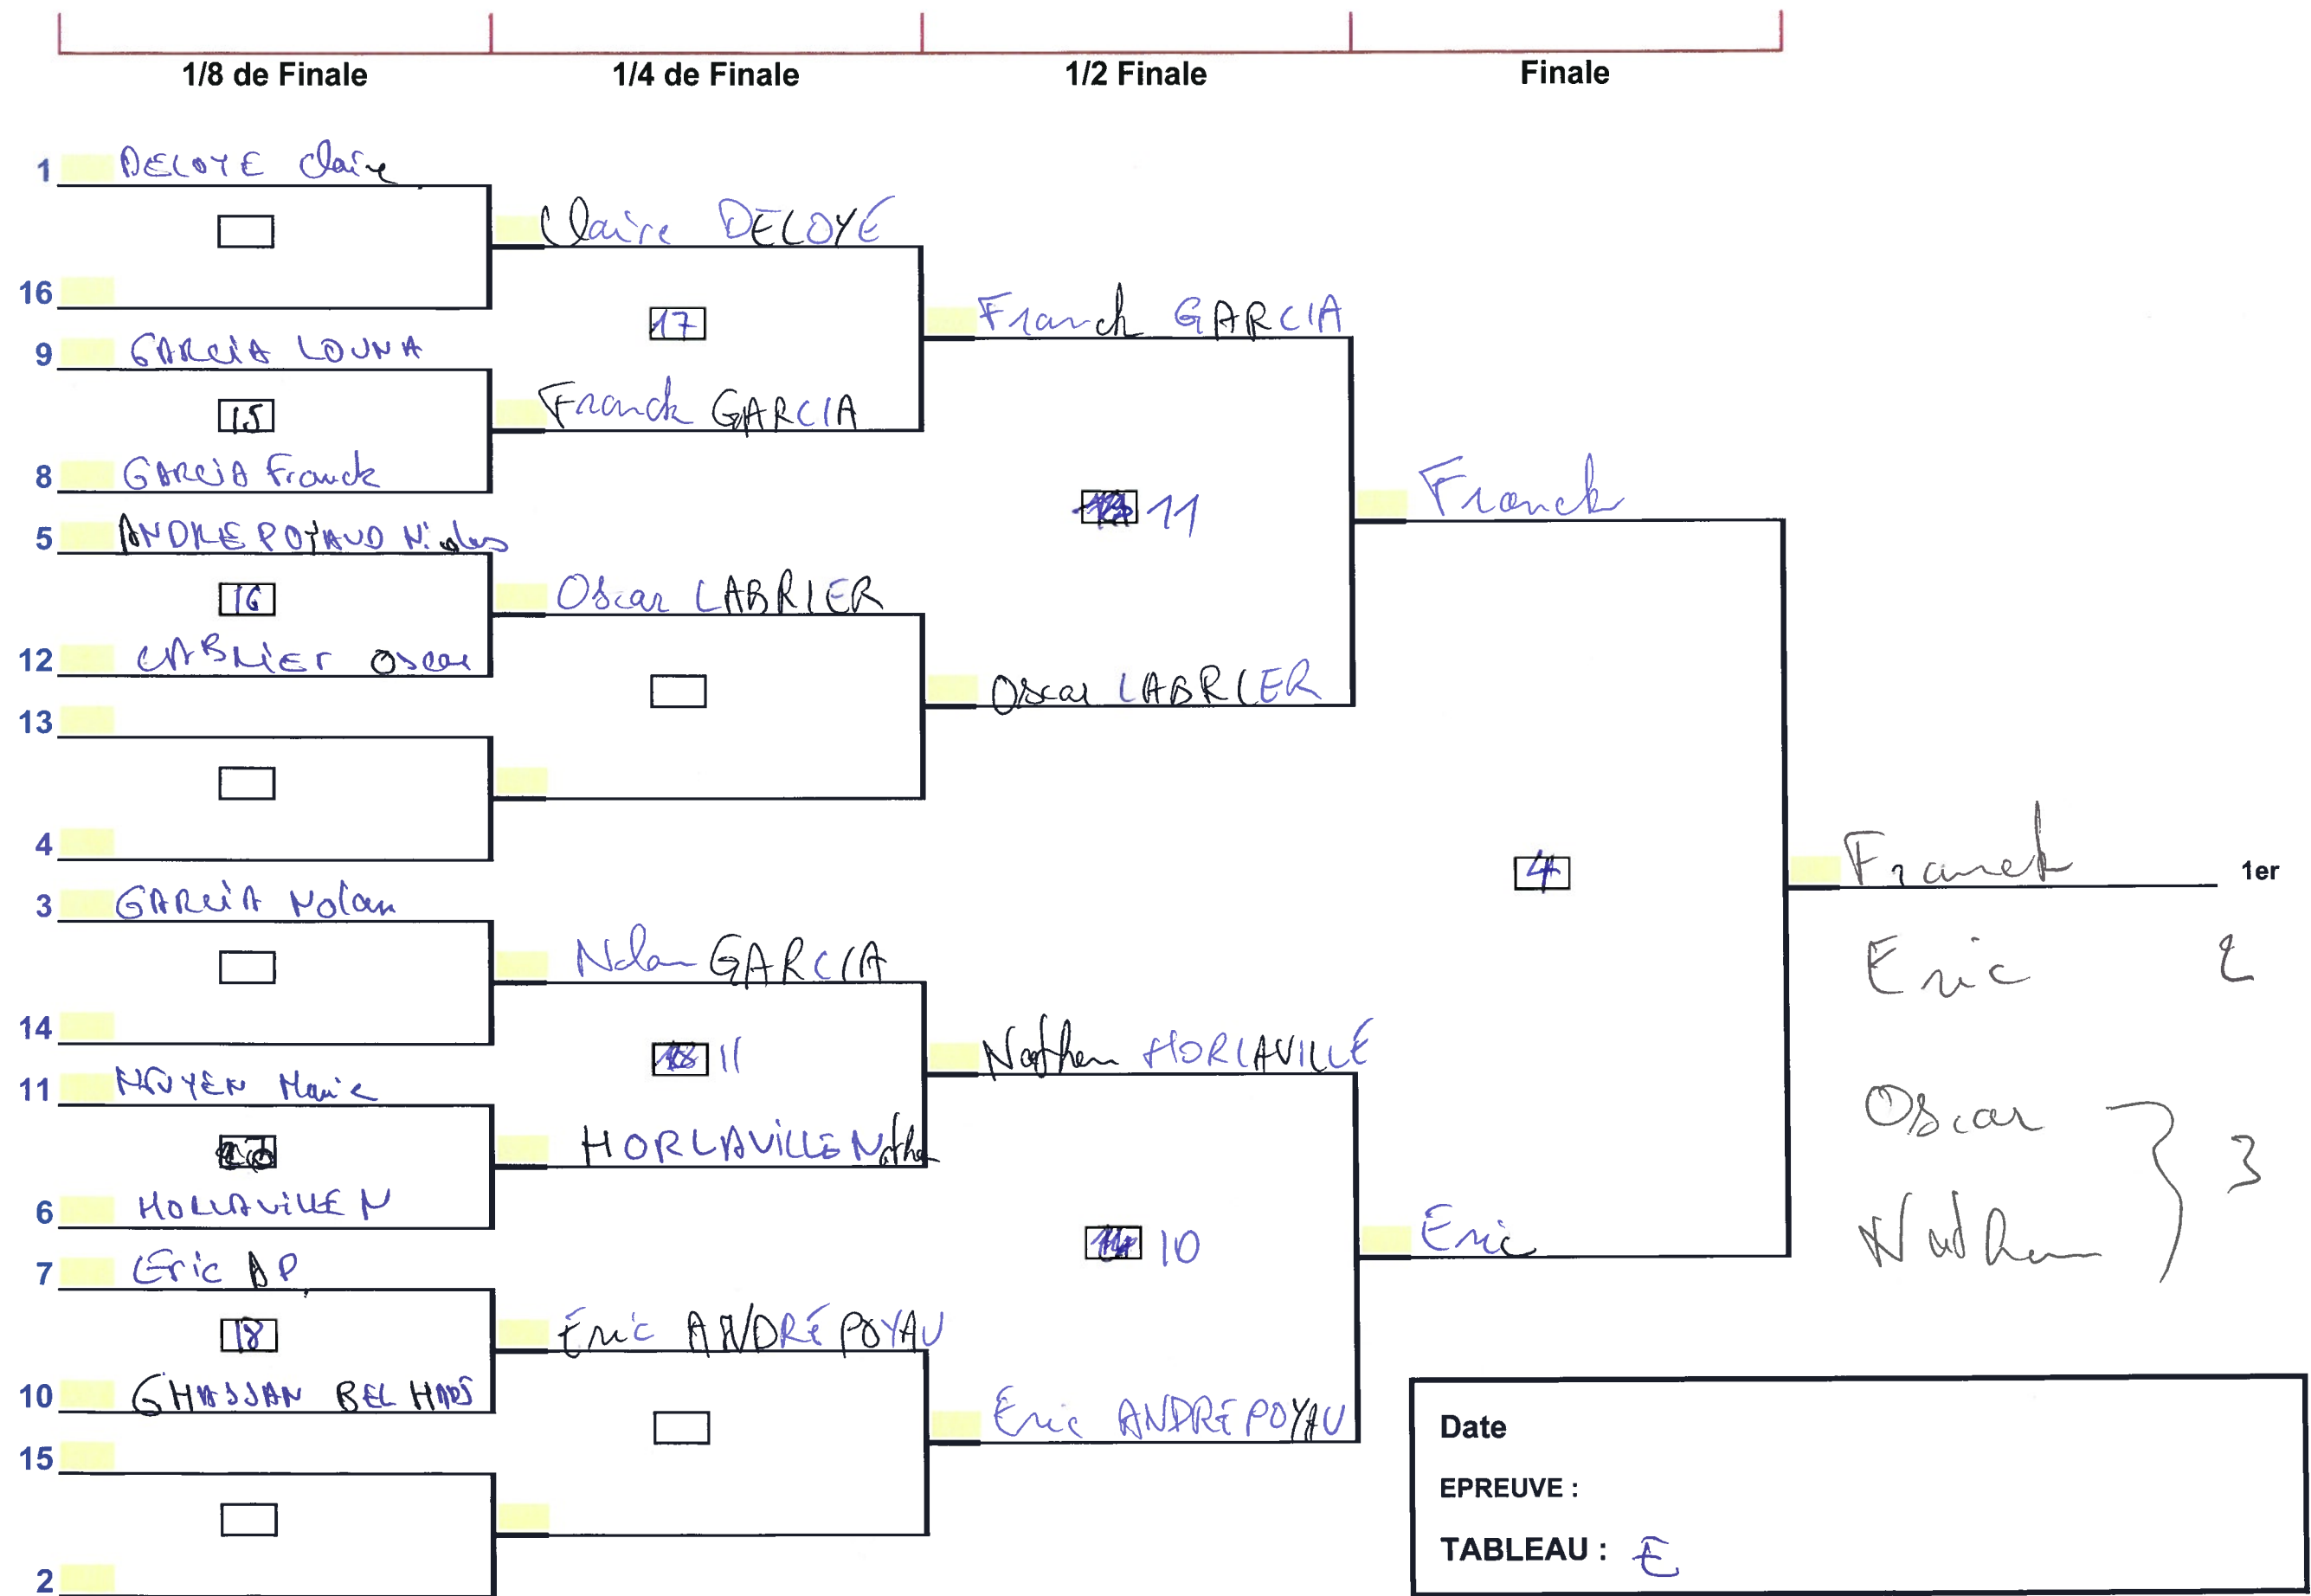 1/8 de Finale 1/4 de Finale 1/2 Finale Finale
1 DELOYE Claire
Claire DELOYE
16
17
Franck GARCIA
9 GARCIA LOUNA
15
Franck GARCIA
8 GARCIA Franck
11
Franck
5 ANDRE POYAUD Nicolas
16
Oscar LABRIER
12 LABRIER Oscar
Oscar LABRIER
13
4
4
Franck 1er
3 GARCIA Nolan
Nolan GARCIA
Eric 2
14
11
Nathan HORLAVILLE
11 NGUYEN Marie
Oscar
HORLAVILLE Nathan
3
6 HORLAVILLE N
Nathan
10
Eric
7 Eric AP
18
Eric ANDRÉ POYAU
10 GHASSAN BEL HADJ
Eric ANDRÉ POYAU
15
2
Date
EPREUVE :
TABLEAU : E